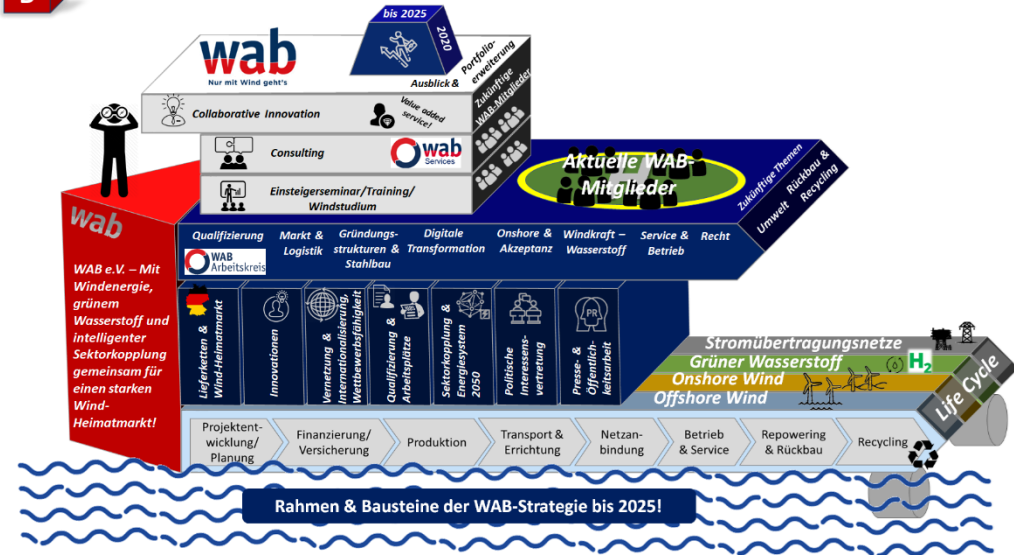 bis 2025
2020
wab
Nur mit Wind geht's
Ausblick &
Portfolio-
erweiterung
Collaborative Innovation
Value added
service!
Zukünftige
WAB-Mitglieder
Consulting
wab
Services
Einsteigerseminar/Training/
Windstudium
Aktuelle WAB-
Mitglieder
Zukünftige Themen
Umwelt
Rückbau &
Recycling
wab
WAB e.V. – Mit
Windenergie,
grünem
Wasserstoff und
intelligenter
Sektorkopplung
gemeinsam für
einen starken
Wind-
Heimatmarkt!
Qualifizierung
WAB
Arbeitskreis
Markt &
Logistik
Gründungs-
strukturen &
Stahlbau
Digitale
Transformation
Onshore &
Akzeptanz
Windkraft –
Wasserstoff
Service &
Betrieb
Recht
Lieferketten &
Wind-Heimatmarkt
Innovationen
Vernetzung &
Internationalisierung,
Wettbewerbsfähigkeit
Qualifizierung &
Arbeitsplätze
Sektorkopplung &
Energiesystem
2050
Politische
Interessens-
vertretung
PR
Presse- &
Öffentlich-
keitsarbeit
Stromübertragungsnetze
Grüner Wasserstoff
H2
Onshore Wind
Offshore Wind
Life Cycle
Projektent-
wicklung/
Planung
Finanzierung/
Versicherung
Produktion
Transport &
Errichtung
Netzan-
bindung
Betrieb
& Service
Repowering
& Rückbau
Recycling
Rahmen & Bausteine der WAB-Strategie bis 2025!